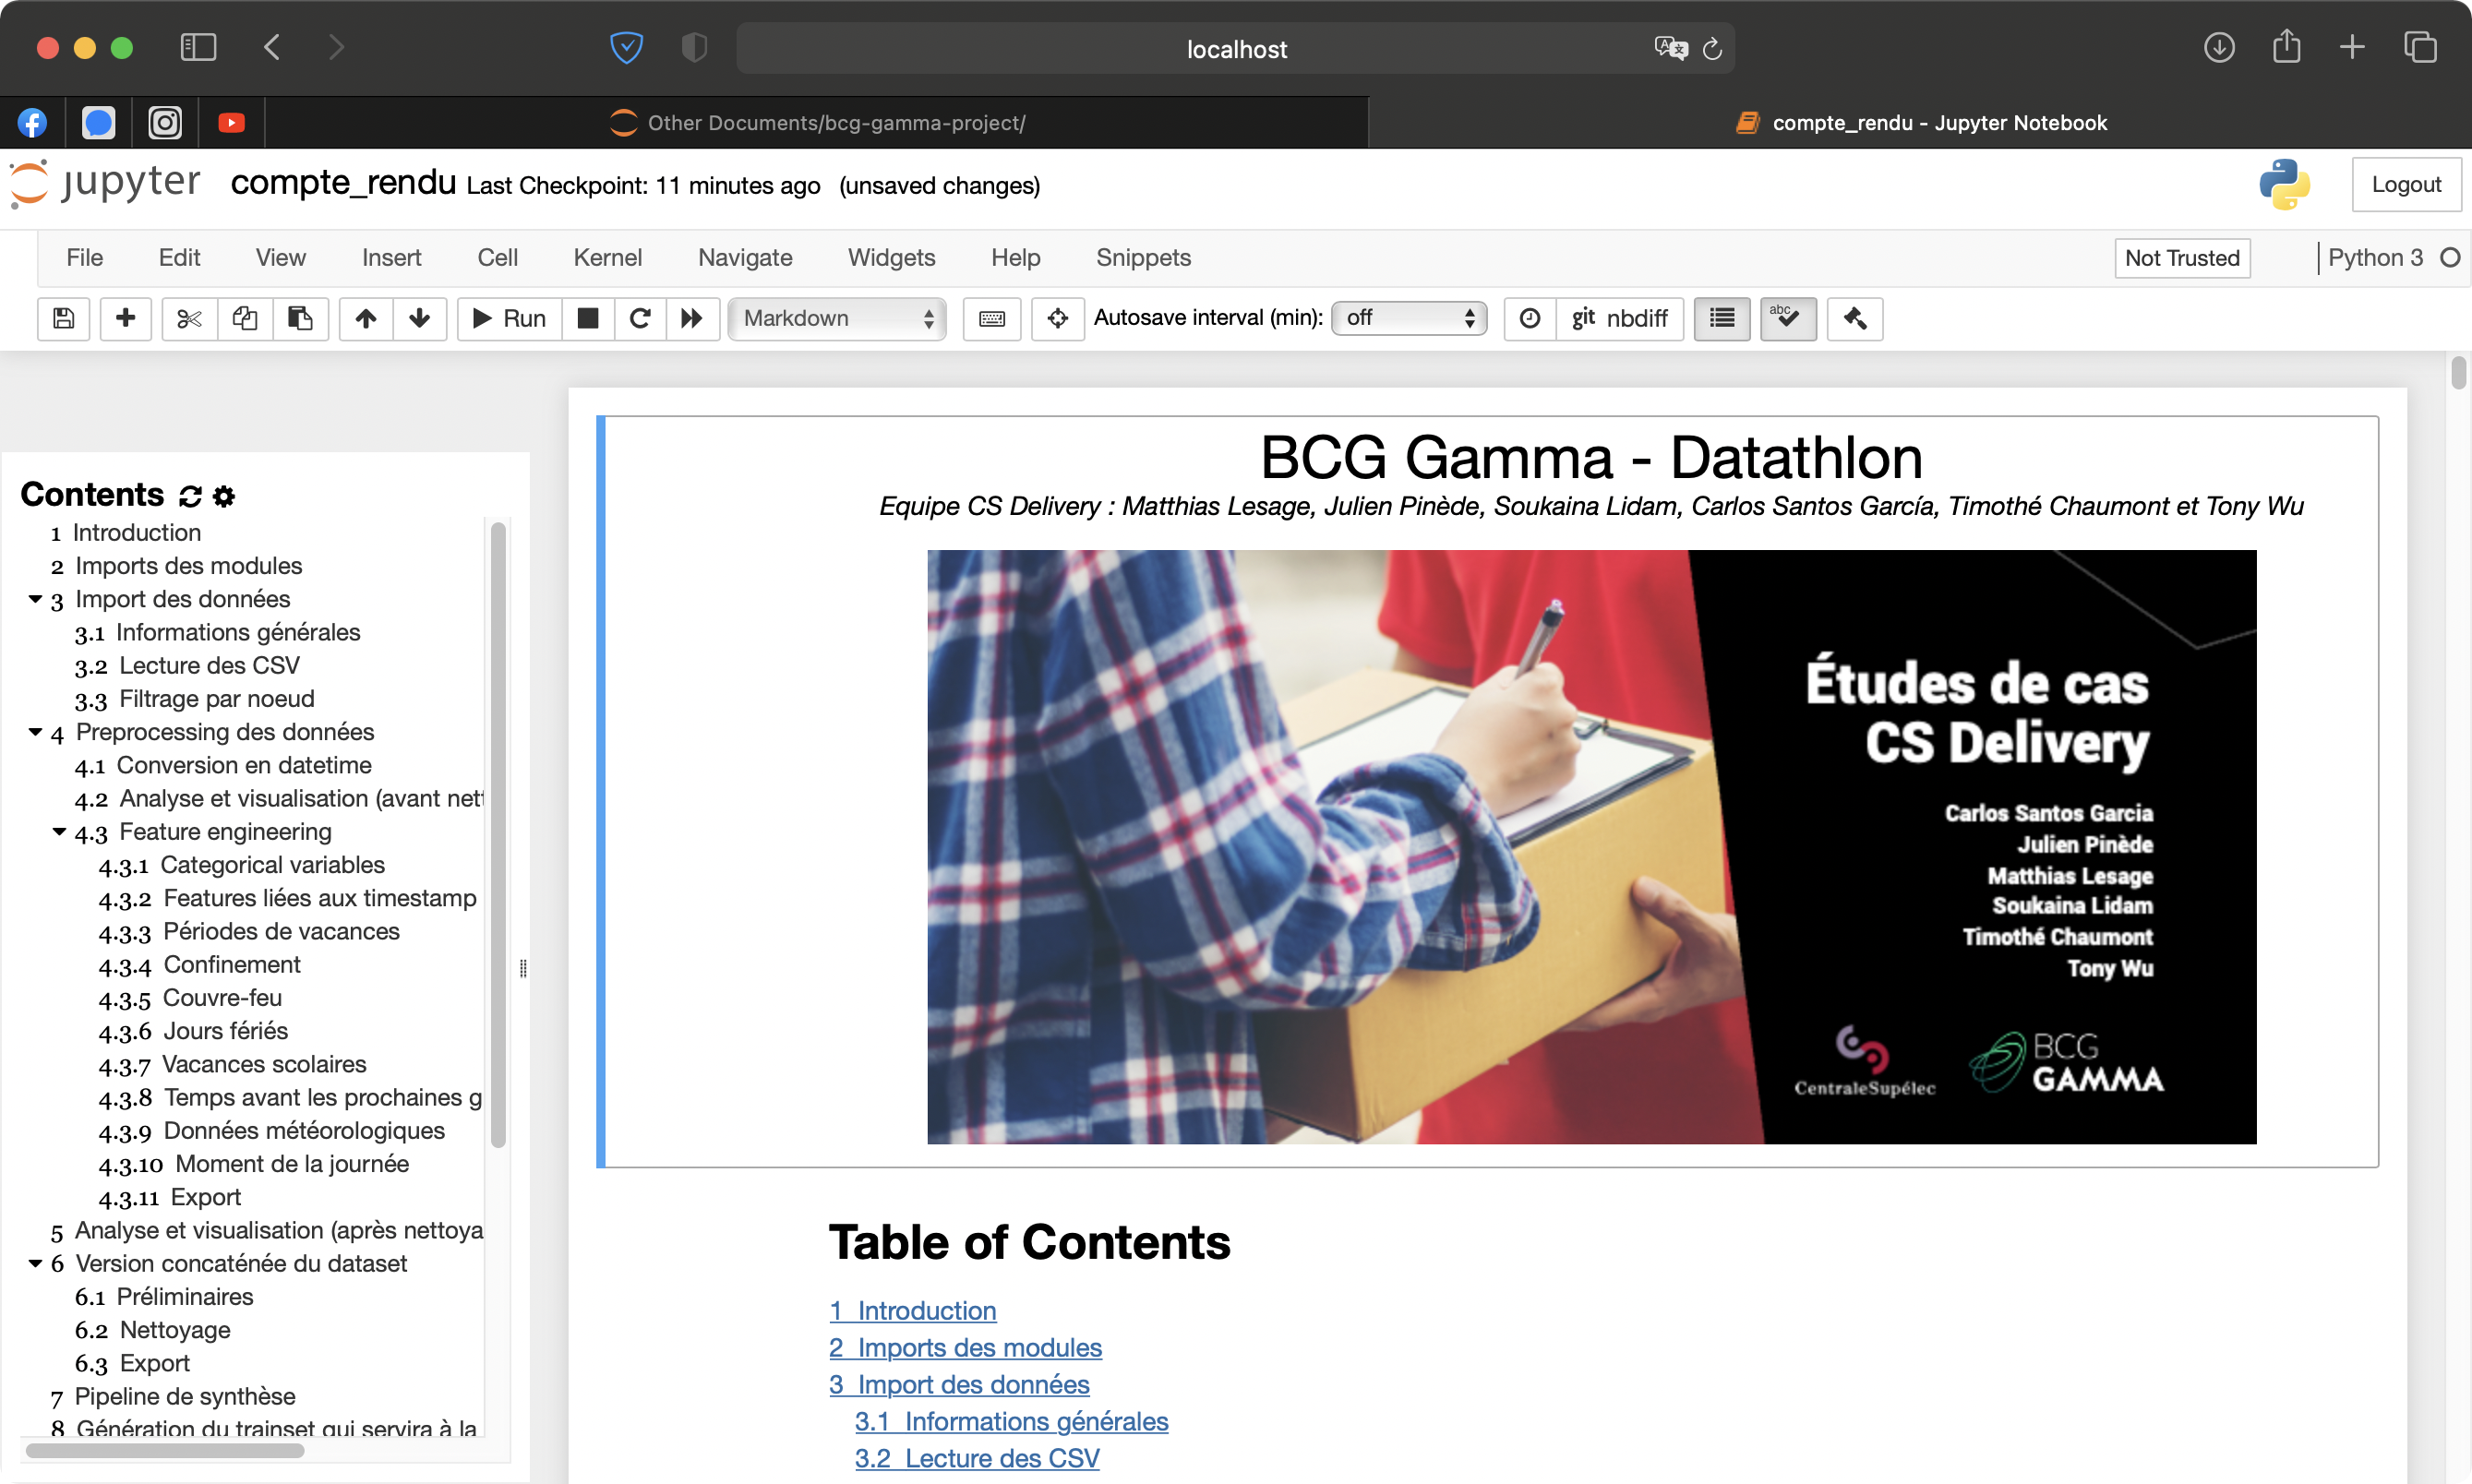 localhost
Other Documents/bcg-gamma-project/
compte_rendu - Jupyter Notebook
jupyter compte_rendu Last Checkpoint: 11 minutes ago (unsaved changes)
Logout
File Edit View Insert Cell Kernel Navigate Widgets Help Snippets
Not Trusted
Python 3
Run
Markdown
Autosave interval (min): off
git nbdiff
abc
Contents
1 Introduction
2 Imports des modules
3 Import des données
3.1 Informations générales
3.2 Lecture des CSV
3.3 Filtrage par noeud
4 Preprocessing des données
4.1 Conversion en datetime
4.2 Analyse et visualisation (avant nett
4.3 Feature engineering
4.3.1 Categorical variables
4.3.2 Features liées aux timestamp
4.3.3 Périodes de vacances
4.3.4 Confinement
4.3.5 Couvre-feu
4.3.6 Jours fériés
4.3.7 Vacances scolaires
4.3.8 Temps avant les prochaines g
4.3.9 Données météorologiques
4.3.10 Moment de la journée
4.3.11 Export
5 Analyse et visualisation (après nettoya
6 Version concaténée du dataset
6.1 Préliminaires
6.2 Nettoyage
6.3 Export
7 Pipeline de synthèse
8 Génération du trainset qui servira à la
BCG Gamma - Datathlon
Equipe CS Delivery : Matthias Lesage, Julien Pinède, Soukaina Lidam, Carlos Santos García, Timothé Chaumont et Tony Wu
Études de cas
CS Delivery
Carlos Santos Garcia
Julien Pinède
Matthias Lesage
Soukaina Lidam
Timothé Chaumont
Tony Wu
CentraleSupélec
BCG
GAMMA
Table of Contents
1 Introduction
2 Imports des modules
3 Import des données
3.1 Informations générales
3.2 Lecture des CSV